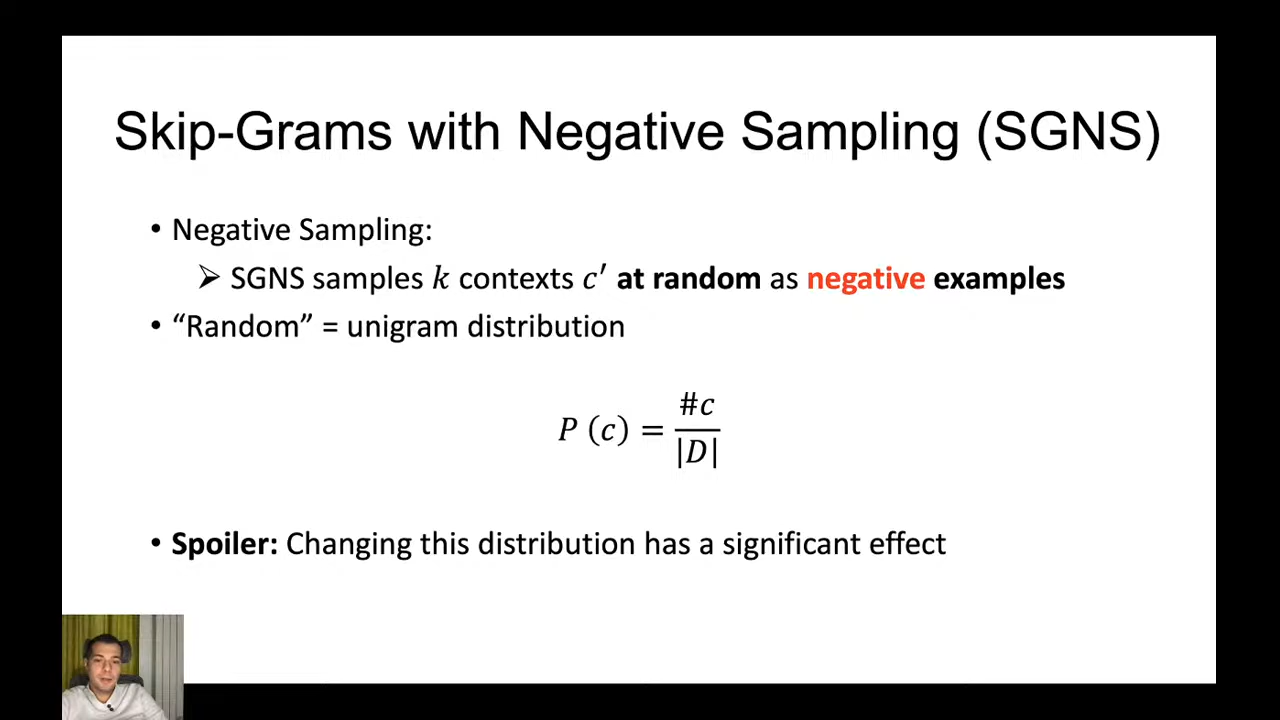 Skip-Grams with Negative Sampling (SGNS)
• Negative Sampling:
➢ SGNS samples k contexts c′ at random as negative examples
• “Random” = unigram distribution
P (c) = #c / |D|
• Spoiler: Changing this distribution has a significant effect